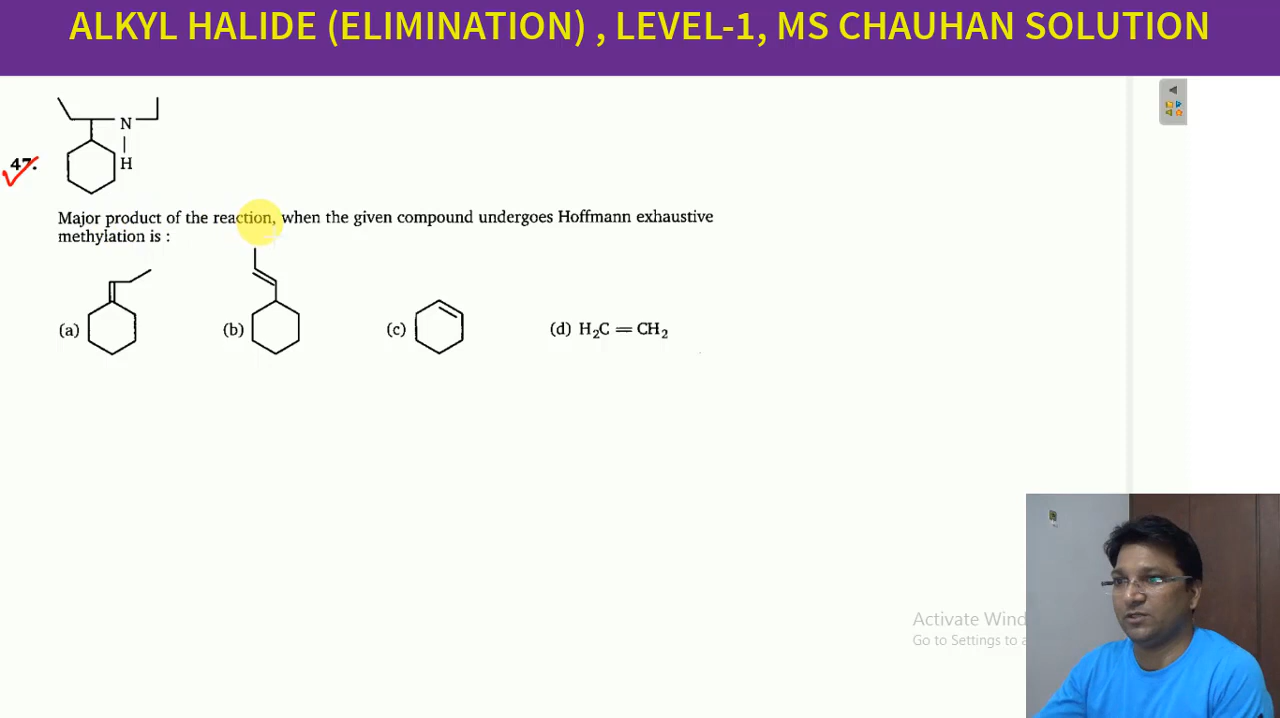 ALKYL HALIDE (ELIMINATION) , LEVEL-1, MS CHAUHAN SOLUTION
N
H
47.
Major product of the reaction, when the given compound undergoes Hoffmann exhaustive
methylation is :
(a) (b) (c) (d) H₂C = CH₂
Activate Wind
Go to Settings to a